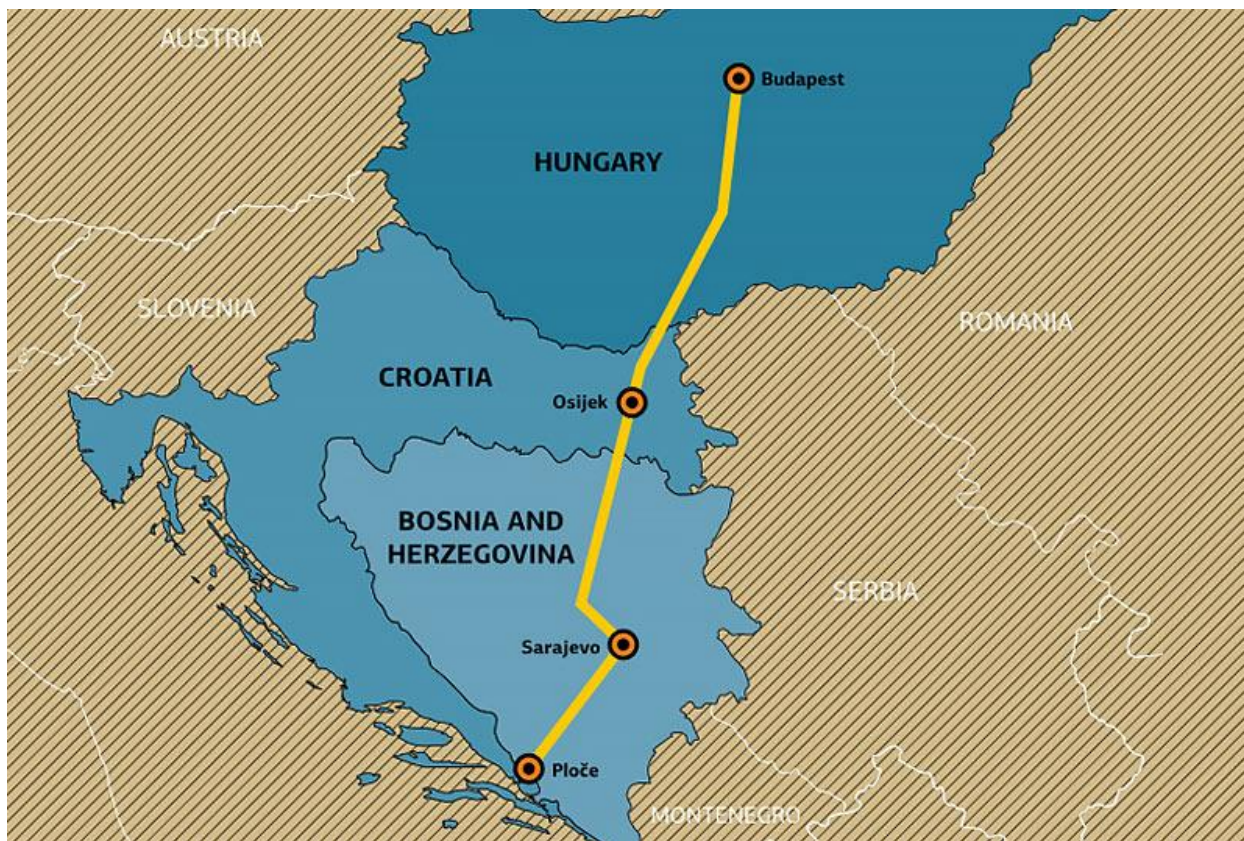 AUSTRIA
Budapest
HUNGARY
SLOVENIA
ROMANIA
CROATIA
Osijek
BOSNIA AND
HERZEGOVINA
SERBIA
Sarajevo
Ploče
MONTENEGRO